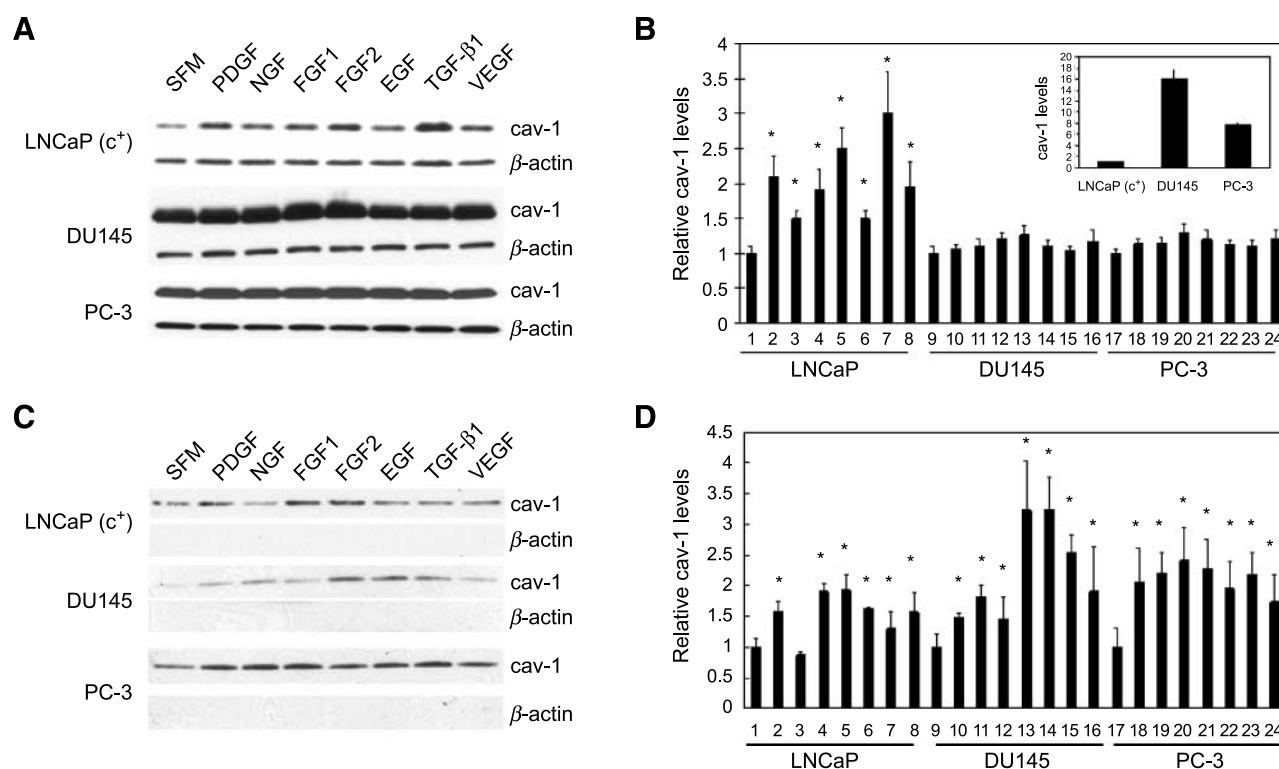 A
SFM PDGF NGF FGF1 FGF2 EGF TGF-β1 VEGF
LNCaP (c⁺)
cav-1
β-actin
DU145
cav-1
β-actin
PC-3
cav-1
β-actin
B
Relative cav-1 levels
4
3.5
3
2.5
2
1.5
1
0.5
0
* * * * * * *
1 2 3 4 5 6 7 8 9 10 11 12 13 14 15 16 17 18 19 20 21 22 23 24
LNCaP DU145 PC-3
cav-1 levels
20
18
16
14
12
10
8
6
4
2
0
LNCaP (c⁺) DU145 PC-3
C
SFM PDGF NGF FGF1 FGF2 EGF TGF-β1 VEGF
LNCaP (c⁺)
cav-1
β-actin
DU145
cav-1
β-actin
PC-3
cav-1
β-actin
D
Relative cav-1 levels
4.5
4
3.5
3
2.5
2
1.5
1
0.5
0
* * * * * * * * * * * * * * * * * * * *
1 2 3 4 5 6 7 8 9 10 11 12 13 14 15 16 17 18 19 20 21 22 23 24
LNCaP DU145 PC-3